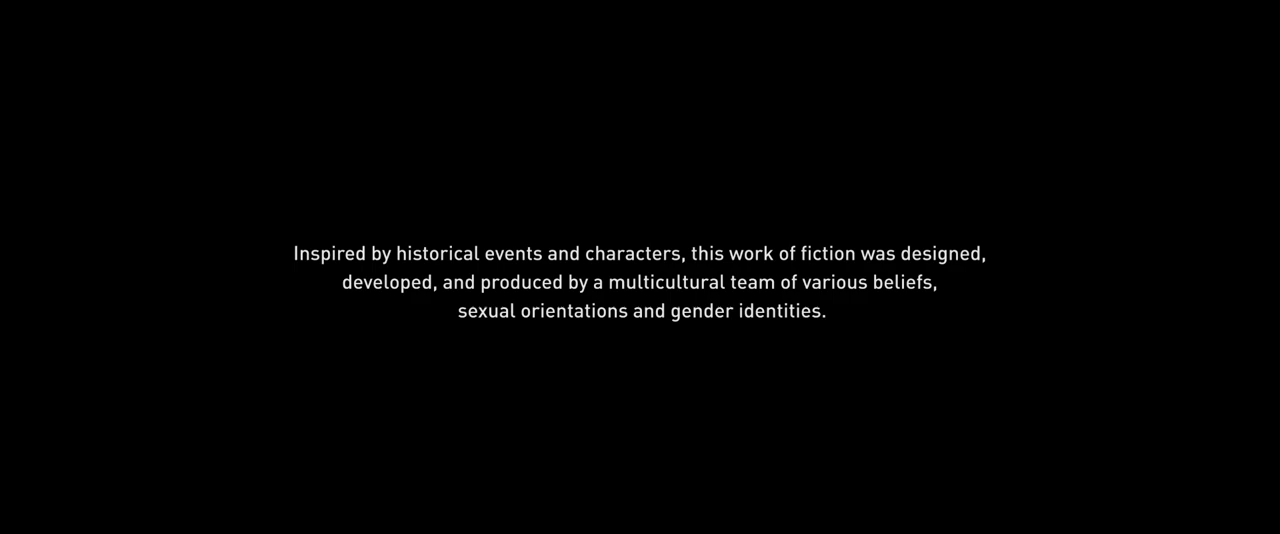 Inspired by historical events and characters, this work of fiction was designed,
developed, and produced by a multicultural team of various beliefs,
sexual orientations and gender identities.